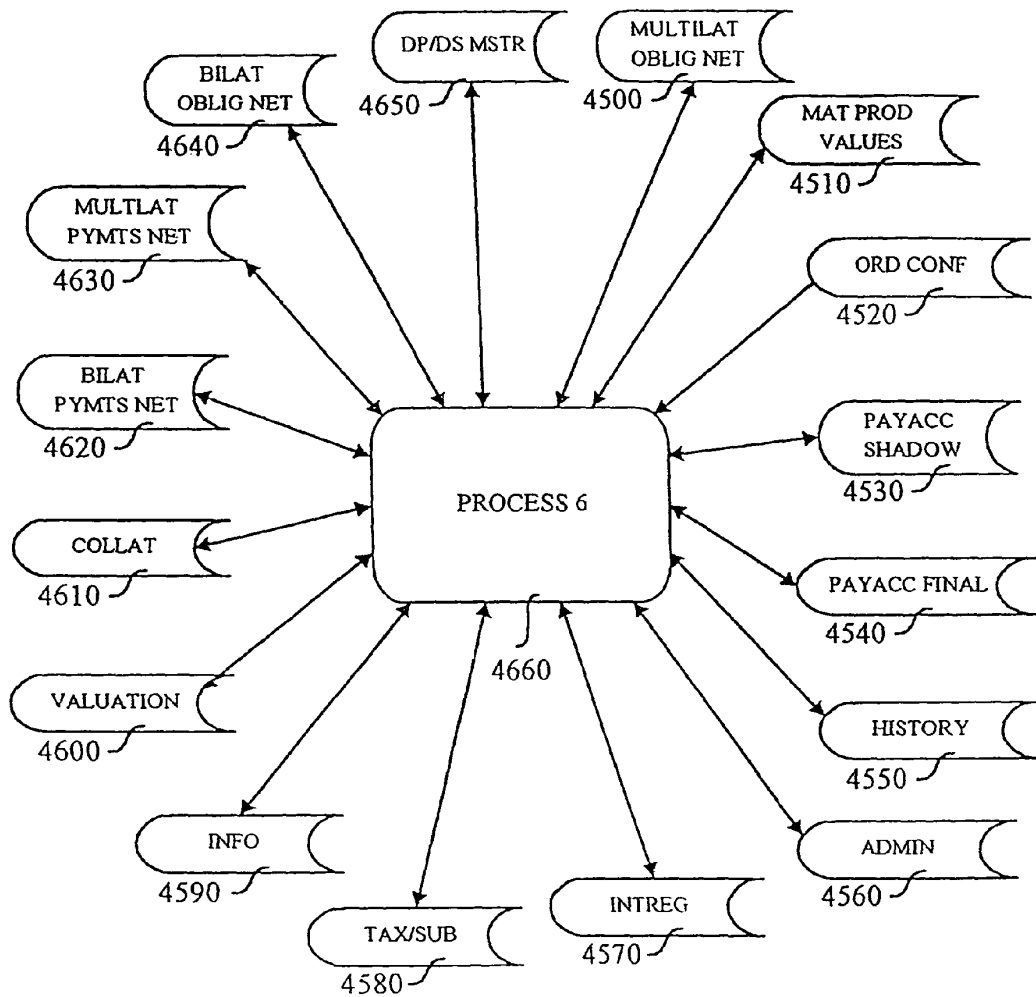 DP/DS MSTR
4650
MULTILAT
OBLIG NET
4500
BILAT
OBLIG NET
4640
MAT PROD
VALUES
4510
MULTLAT
PYMTS NET
4630
ORD CONF
4520
BILAT
PYMTS NET
4620
PAYACC
SHADOW
4530
PROCESS 6
4660
COLLAT
4610
PAYACC FINAL
4540
VALUATION
4600
HISTORY
4550
INFO
4590
ADMIN
4560
TAX/SUB
4580
INTREG
4570